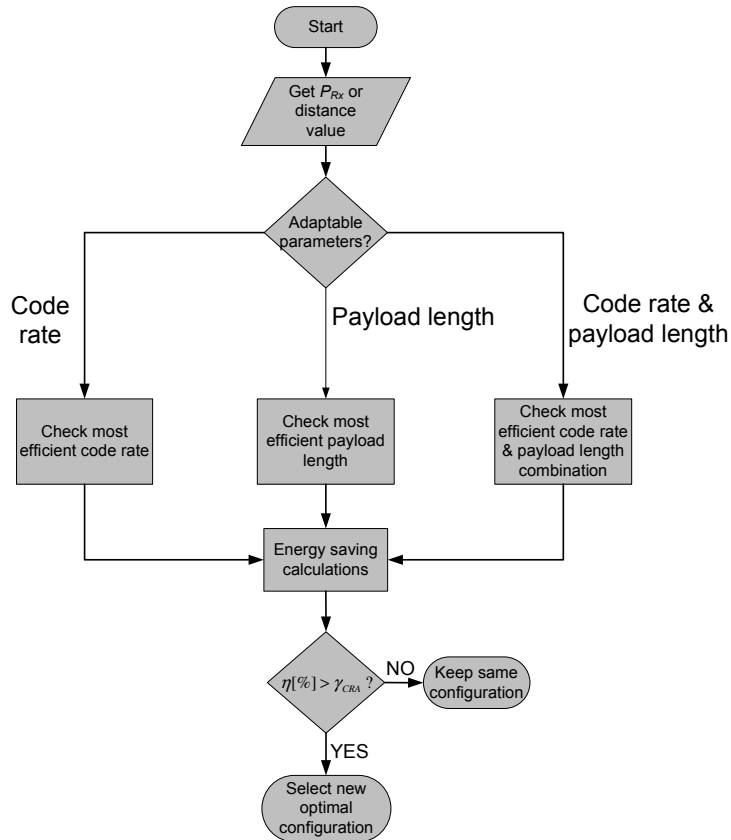 Start
Get P_Rx or
distance
value
Adaptable
parameters?
Code
rate
Payload length
Code rate &
payload length
Check most
efficient code rate
Check most
efficient payload
length
Check most
efficient code rate
& payload length
combination
Energy saving
calculations
η[%] > γ_CRA ?
NO
Keep same
configuration
YES
Select new
optimal
configuration